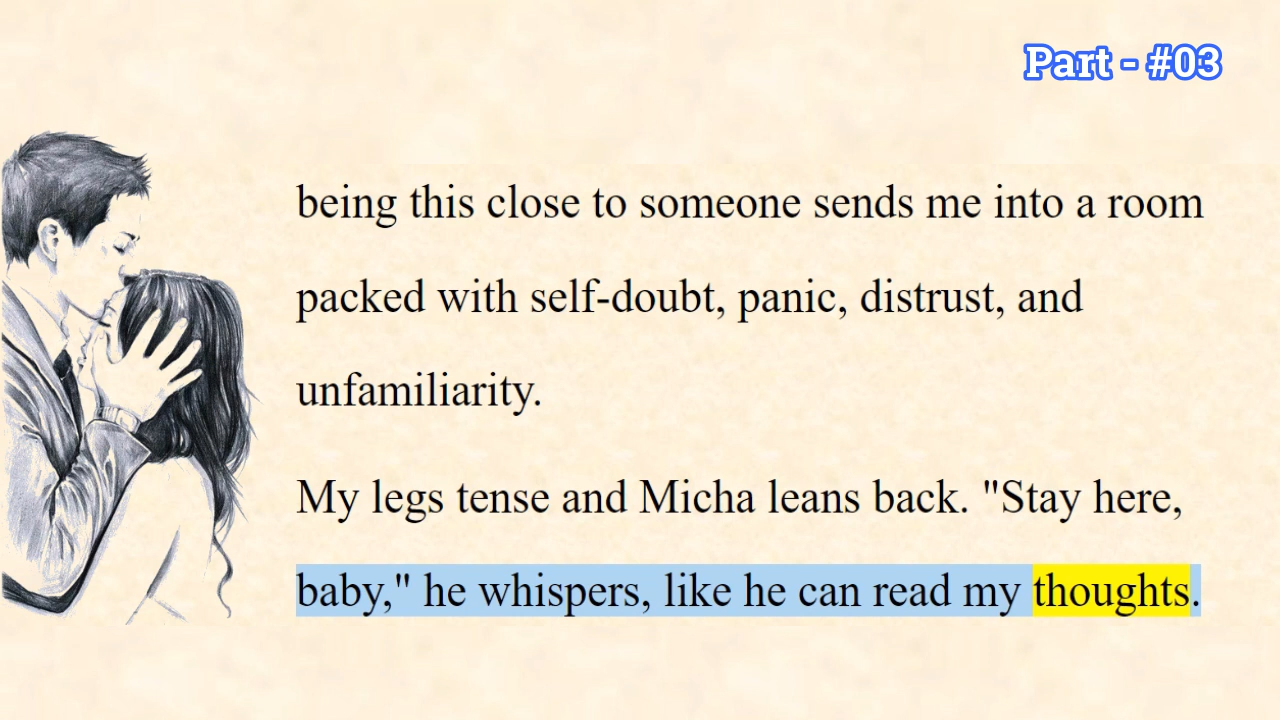 Part - #03
being this close to someone sends me into a room
packed with self-doubt, panic, distrust, and
unfamiliarity.
My legs tense and Micha leans back. "Stay here,
baby," he whispers, like he can read my thoughts.